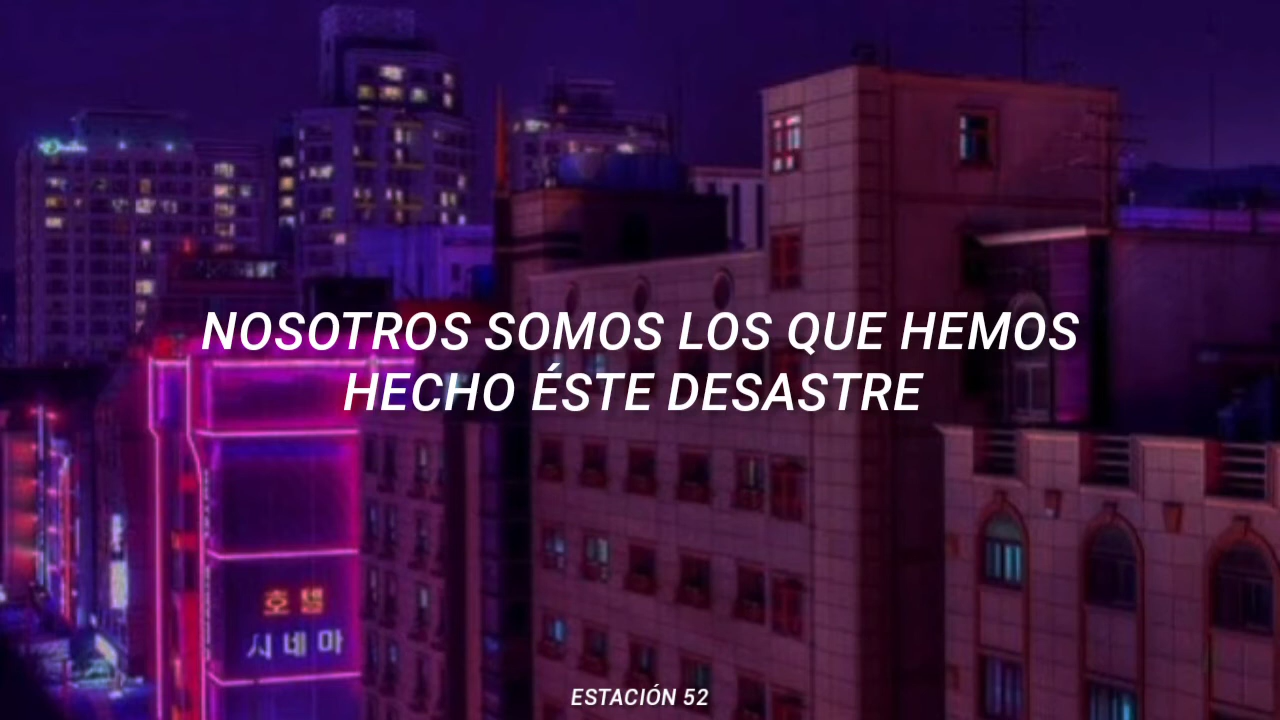 NOSOTROS SOMOS LOS QUE HEMOS
HECHO ÉSTE DESASTRE
호텔
시네마
ESTACIÓN 52